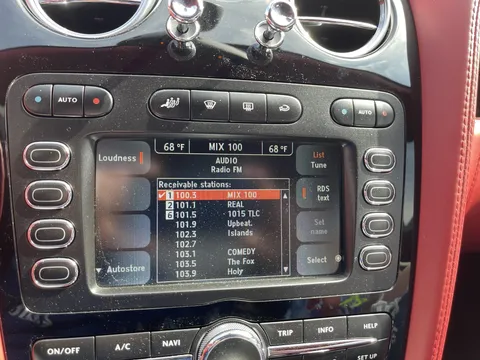 AUTO
AUTO
68 °F MIX 100 68 °F
Loudness
AUDIO
Radio FM
List
Tune
Receivable stations:
✔ 1 100.3 MIX 100
2 101.1 REAL
6 101.5 1015 TLC
101.9 Upbeat.
102.3 Islands
102.7
103.1 COMEDY
103.5 The Fox
103.9 Holy
RDS
text
Set
name
Autostore
Select
ON/OFF A/C NAVI TRIP INFO HELP
SET UP